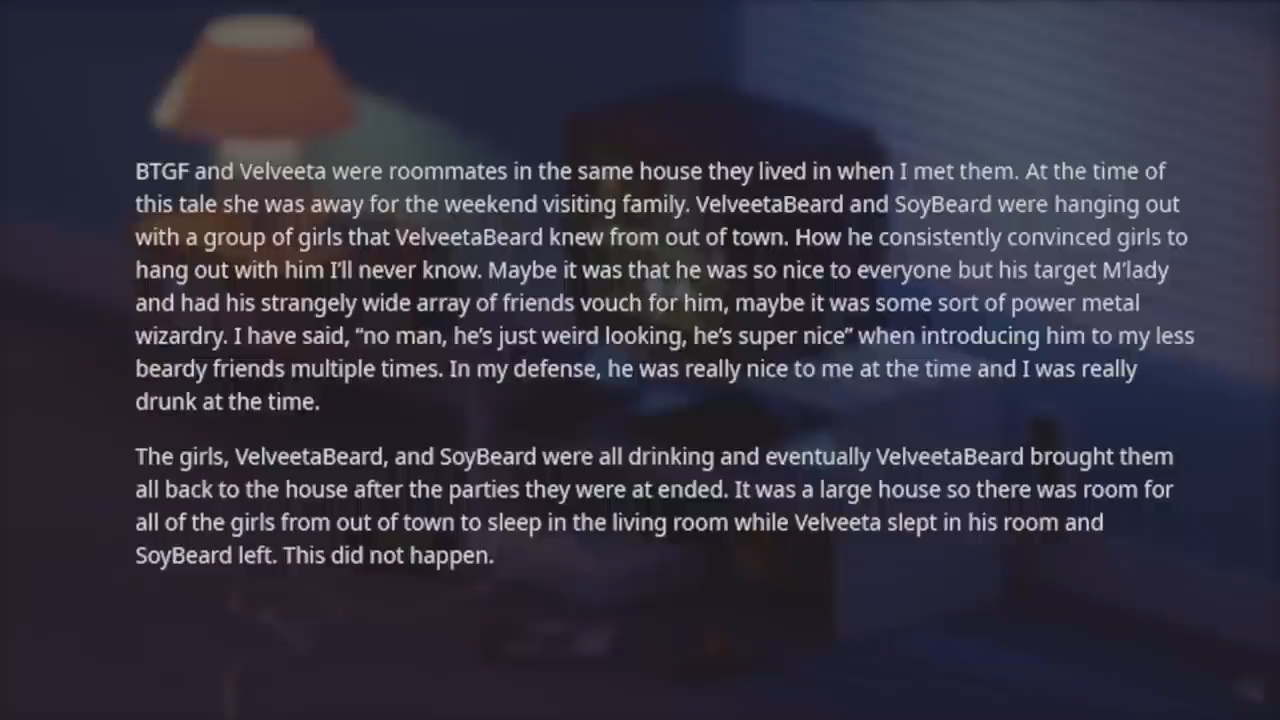 BTGF and Velveeta were roommates in the same house they lived in when I met them. At the time of
this tale she was away for the weekend visiting family. VelveetaBeard and SoyBeard were hanging out
with a group of girls that VelveetaBeard knew from out of town. How he consistently convinced girls to
hang out with him I'll never know. Maybe it was that he was so nice to everyone but his target M'lady
and had his strangely wide array of friends vouch for him, maybe it was some sort of power metal
wizardry. I have said, “no man, he's just weird looking, he's super nice” when introducing him to my less
beardy friends multiple times. In my defense, he was really nice to me at the time and I was really
drunk at the time.
The girls, VelveetaBeard, and SoyBeard were all drinking and eventually VelveetaBeard brought them
all back to the house after the parties they were at ended. It was a large house so there was room for
all of the girls from out of town to sleep in the living room while Velveeta slept in his room and
SoyBeard left. This did not happen.